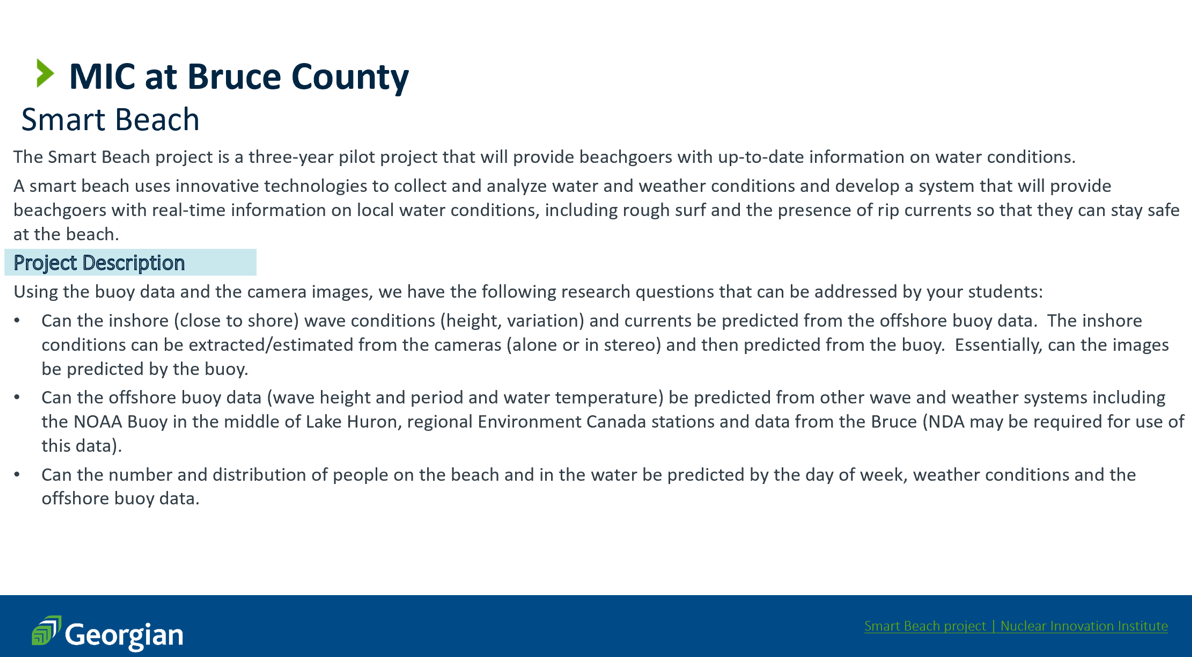 MIC at Bruce County
Smart Beach
The Smart Beach project is a three-year pilot project that will provide beachgoers with up-to-date information on water conditions.
A smart beach uses innovative technologies to collect and analyze water and weather conditions and develop a system that will provide
beachgoers with real-time information on local water conditions, including rough surf and the presence of rip currents so that they can stay safe
at the beach.
Project Description
Using the buoy data and the camera images, we have the following research questions that can be addressed by your students:
• Can the inshore (close to shore) wave conditions (height, variation) and currents be predicted from the offshore buoy data.  The inshore
conditions can be extracted/estimated from the cameras (alone or in stereo) and then predicted from the buoy.  Essentially, can the images
be predicted by the buoy.
• Can the offshore buoy data (wave height and period and water temperature) be predicted from other wave and weather systems including
the NOAA Buoy in the middle of Lake Huron, regional Environment Canada stations and data from the Bruce (NDA may be required for use of
this data).
• Can the number and distribution of people on the beach and in the water be predicted by the day of week, weather conditions and the
offshore buoy data.
Georgian
Smart Beach project | Nuclear Innovation Institute